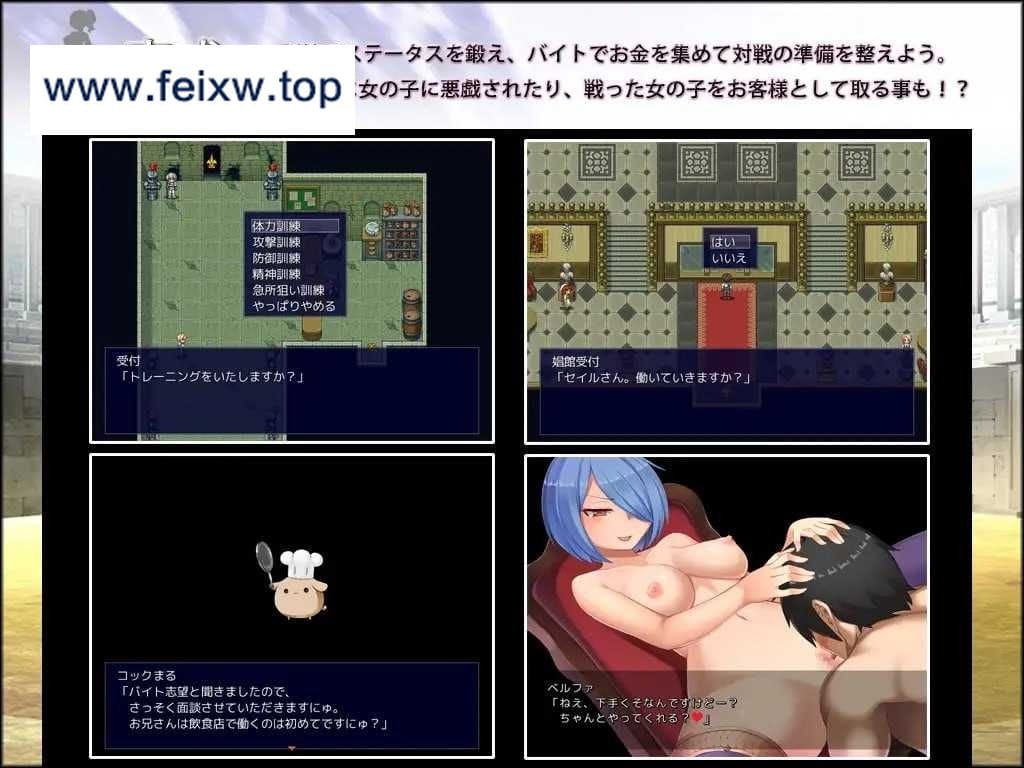 ステータスを鍛え、バイトでお金を集めて対戦の準備を整えよう。
www.feixw.top
女の子に悪戯されたり、戦った女の子をお客様として取る事も！？
体力訓練
攻撃訓練
防御訓練
精神訓練
急所狙い訓練
やっぱりやめる
受付
「トレーニングをいたしますか？」
はい
いいえ
娼館受付
「セイルさん。働いていきますか？」
コックまる
「バイト志望と聞きましたので、
さっそく面談させていただきますにゅ。
お兄さんは飲食店で働くのは初めてですにゅ？」
ベルファ
「ねえ、下手くそなんですけどー？
ちゃんとやってくれる？♥」